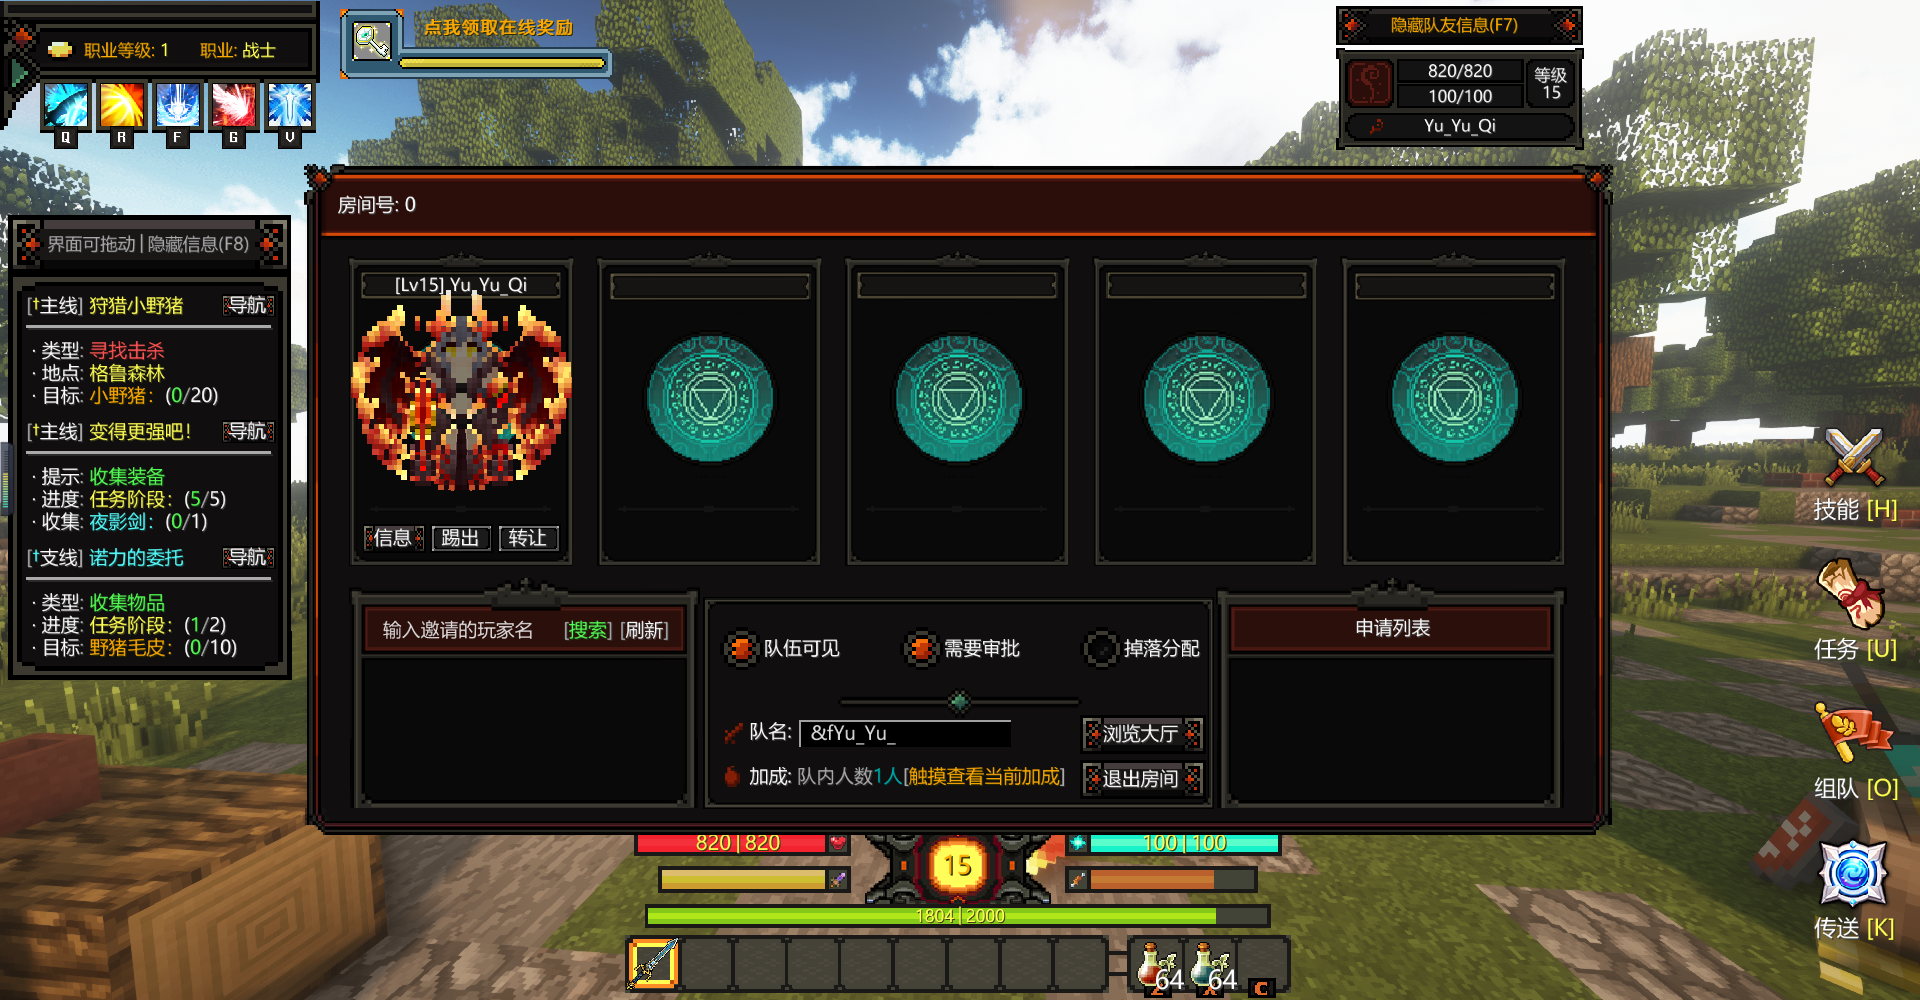 职业等级: 1 职业: 战士
Q R F G V
点我领取在线奖励
隐藏队友信息(F7)
820/820
100/100
等级
15
Yu_Yu_Qi
界面可拖动 | 隐藏信息(F8)
[†主线] 狩猎小野猪 导航
· 类型: 寻找击杀
· 地点: 格鲁森林
· 目标: 小野猪: (0/20)
[†主线] 变得更强吧! 导航
· 提示: 收集装备
· 进度: 任务阶段: (5/5)
· 收集: 夜影剑: (0/1)
[†支线] 诺力的委托 导航
· 类型: 收集物品
· 进度: 任务阶段: (1/2)
· 目标: 野猪毛皮: (0/10)
房间号: 0
[Lv15] Yu_Yu_Qi
信息 踢出 转让
输入邀请的玩家名 [搜索] [刷新]
队伍可见 需要审批 掉落分配
队名: &fYu_Yu_
浏览大厅
加成: 队内人数1人[触摸查看当前加成]
退出房间
申请列表
技能 [H]
任务 [U]
组队 [O]
传送 [K]
820 | 820
15
100 | 100
1804 | 2000
64 64
Z X C